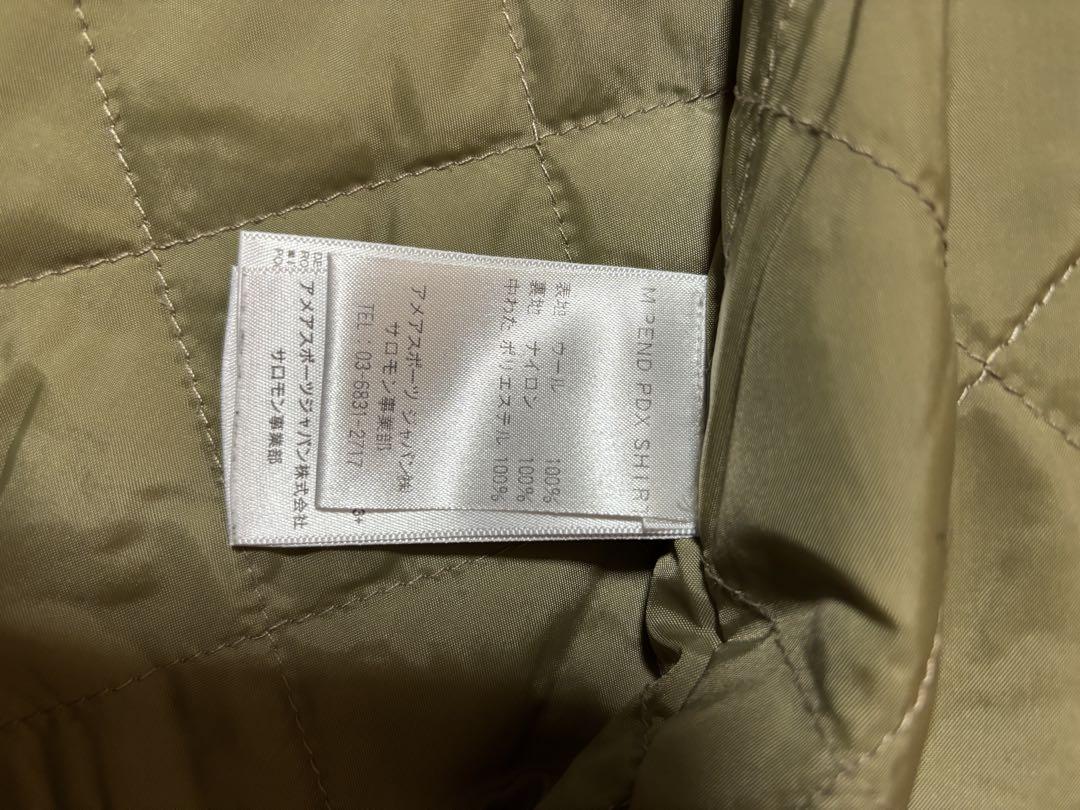 M PEND PDX SHIR
表地 ウール 100%
裏地 ナイロン 100%
中わた ポリエステル 100%
アメアスポーツ ジャパン㈱
サロモン事業部
TEL : 03-6831-2717
3+
アメアスポーツジャパン株式会社
サロモン事業部